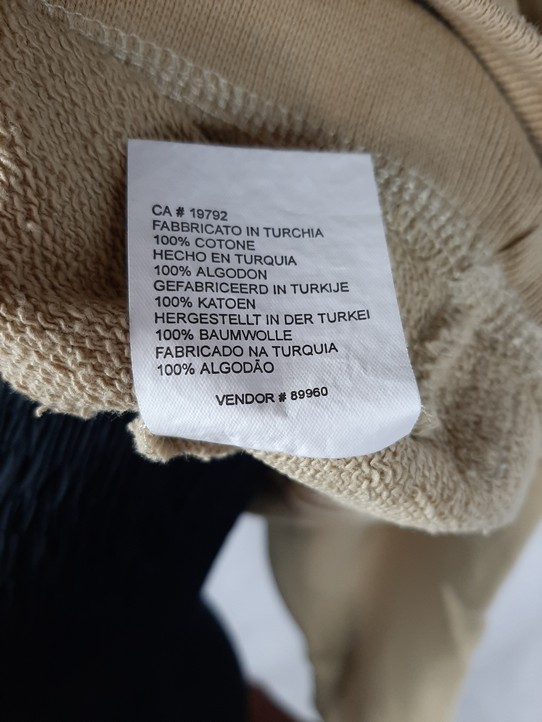 CA # 19792
FABBRICATO IN TURCHIA
100% COTONE
HECHO EN TURQUIA
100% ALGODON
GEFABRICEERD IN TURKIJE
100% KATOEN
HERGESTELLT IN DER TURKEI
100% BAUMWOLLE
FABRICADO NA TURQUIA
100% ALGODÃO
VENDOR # 89960